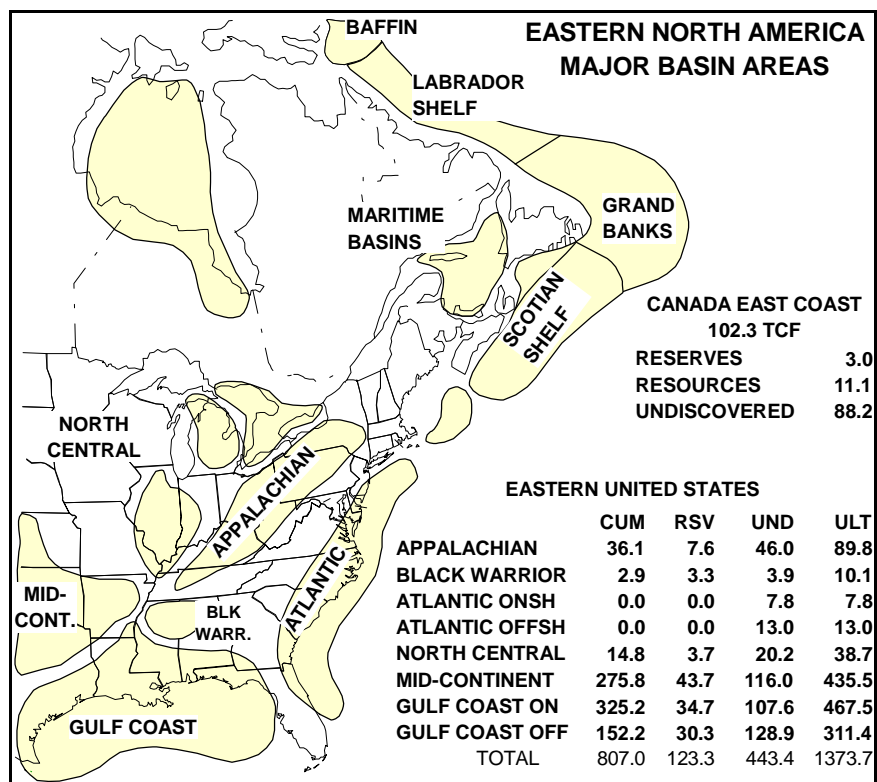 EASTERN NORTH AMERICA
MAJOR BASIN AREAS
BAFFIN
LABRADOR
SHELF
GRAND
BANKS
MARITIME
BASINS
SCOTIAN
SHELF
CANADA EAST COAST
102.3 TCF
RESERVES 3.0
RESOURCES 11.1
UNDISCOVERED 88.2
NORTH
CENTRAL
APPALACHIAN
ATLANTIC
MID-
CONT.
BLK
WARR.
GULF COAST
EASTERN UNITED STATES
CUM RSV UND ULT
APPALACHIAN 36.1 7.6 46.0 89.8
BLACK WARRIOR 2.9 3.3 3.9 10.1
ATLANTIC ONSH 0.0 0.0 7.8 7.8
ATLANTIC OFFSH 0.0 0.0 13.0 13.0
NORTH CENTRAL 14.8 3.7 20.2 38.7
MID-CONTINENT 275.8 43.7 116.0 435.5
GULF COAST ON 325.2 34.7 107.6 467.5
GULF COAST OFF 152.2 30.3 128.9 311.4
TOTAL 807.0 123.3 443.4 1373.7